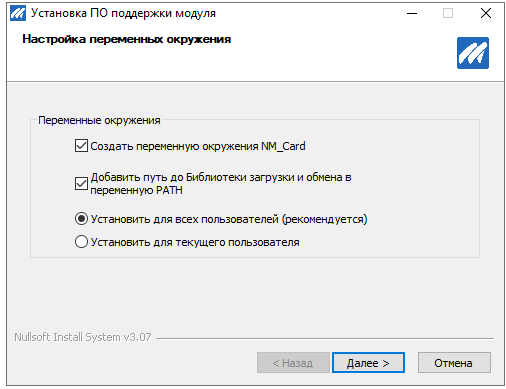 Установка ПО поддержки модуля
Настройка переменных окружения
Переменные окружения
Создать переменную окружения NM_Card
Добавить путь до Библиотеки загрузки и обмена в
переменную PATH
Установить для всех пользователей (рекомендуется)
Установить для текущего пользователя
Nullsoft Install System v3.07
< Назад
Далее >
Отмена